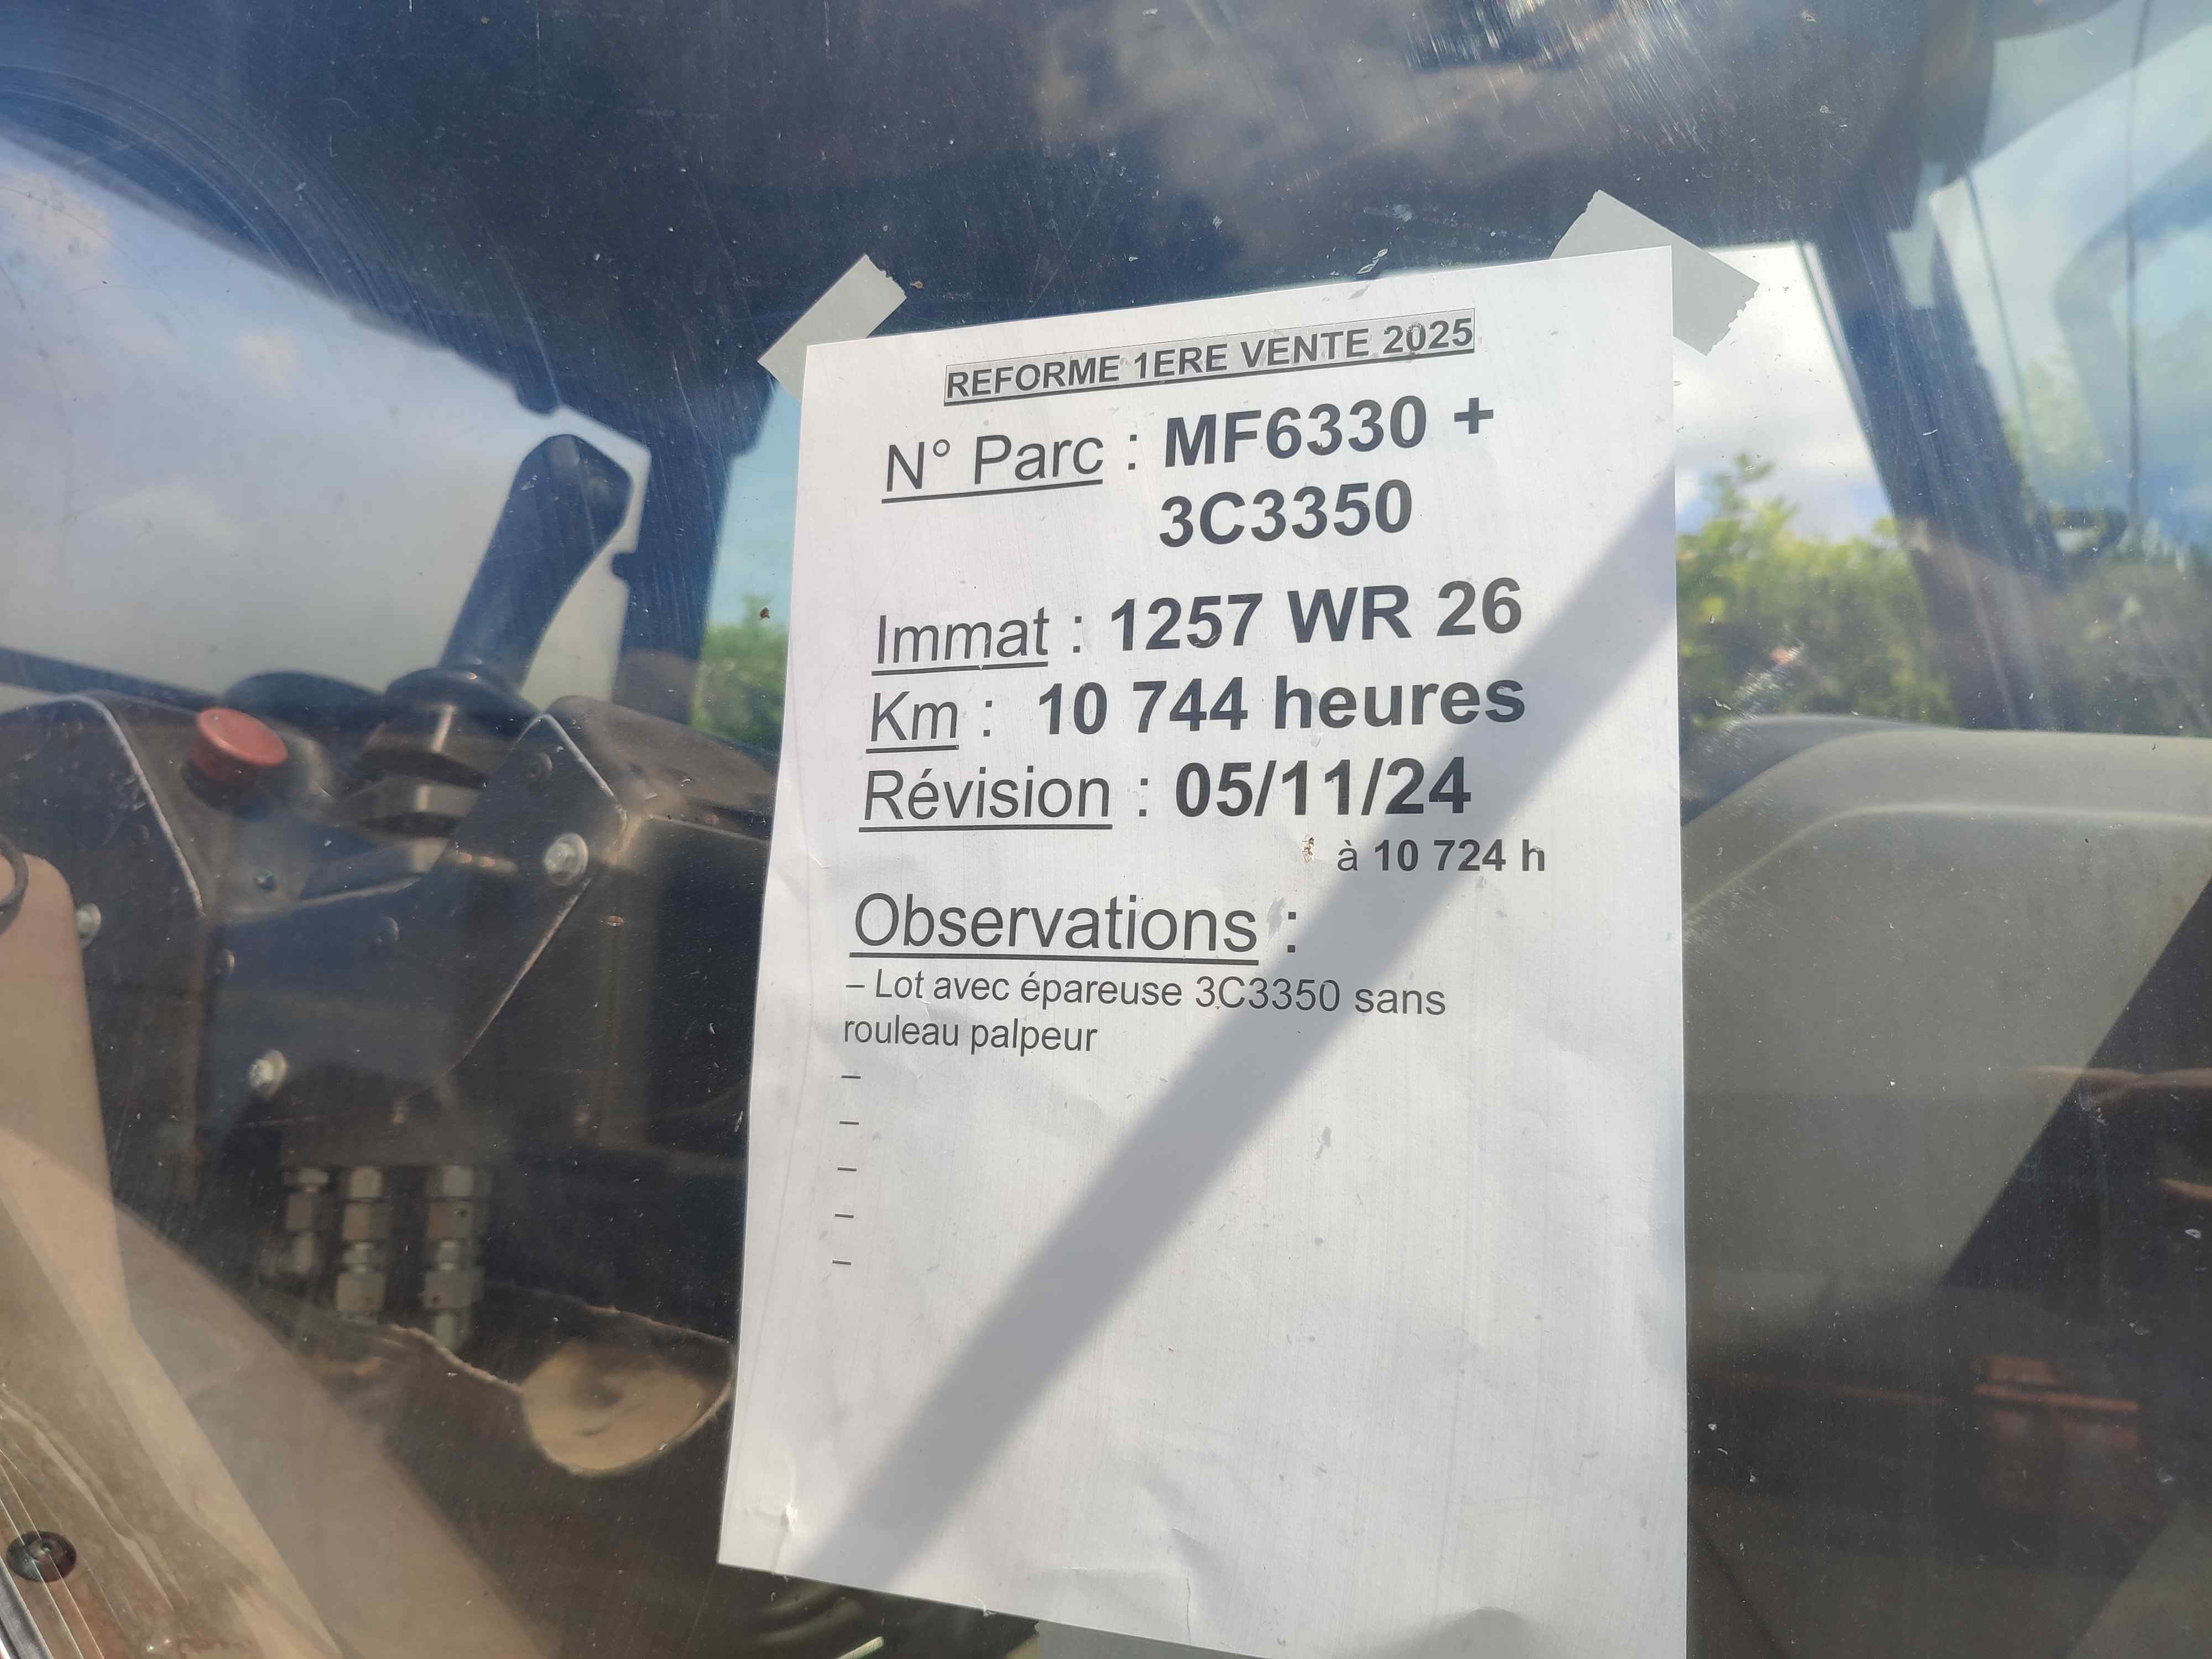 REFORME 1ERE VENTE 2025
N° Parc : MF6330 +
3C3350
Immat : 1257 WR 26
Km : 10 744 heures
Révision : 05/11/24
à 10 724 h
Observations :
– Lot avec épareuse 3C3350 sans
rouleau palpeur
–
–
–
–
–